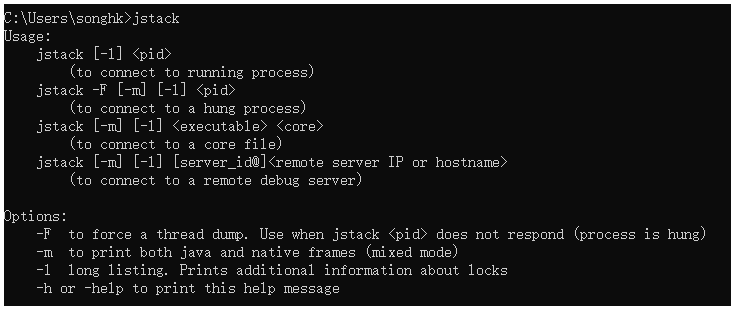 C:\Users\songhk>jstack
Usage:
    jstack [-l] <pid>
        (to connect to running process)
    jstack -F [-m] [-l] <pid>
        (to connect to a hung process)
    jstack [-m] [-l] <executable> <core>
        (to connect to a core file)
    jstack [-m] [-l] [server_id@]<remote server IP or hostname>
        (to connect to a remote debug server)

Options:
    -F  to force a thread dump. Use when jstack <pid> does not respond (process is hung)
    -m  to print both java and native frames (mixed mode)
    -l  long listing. Prints additional information about locks
    -h or -help to print this help message